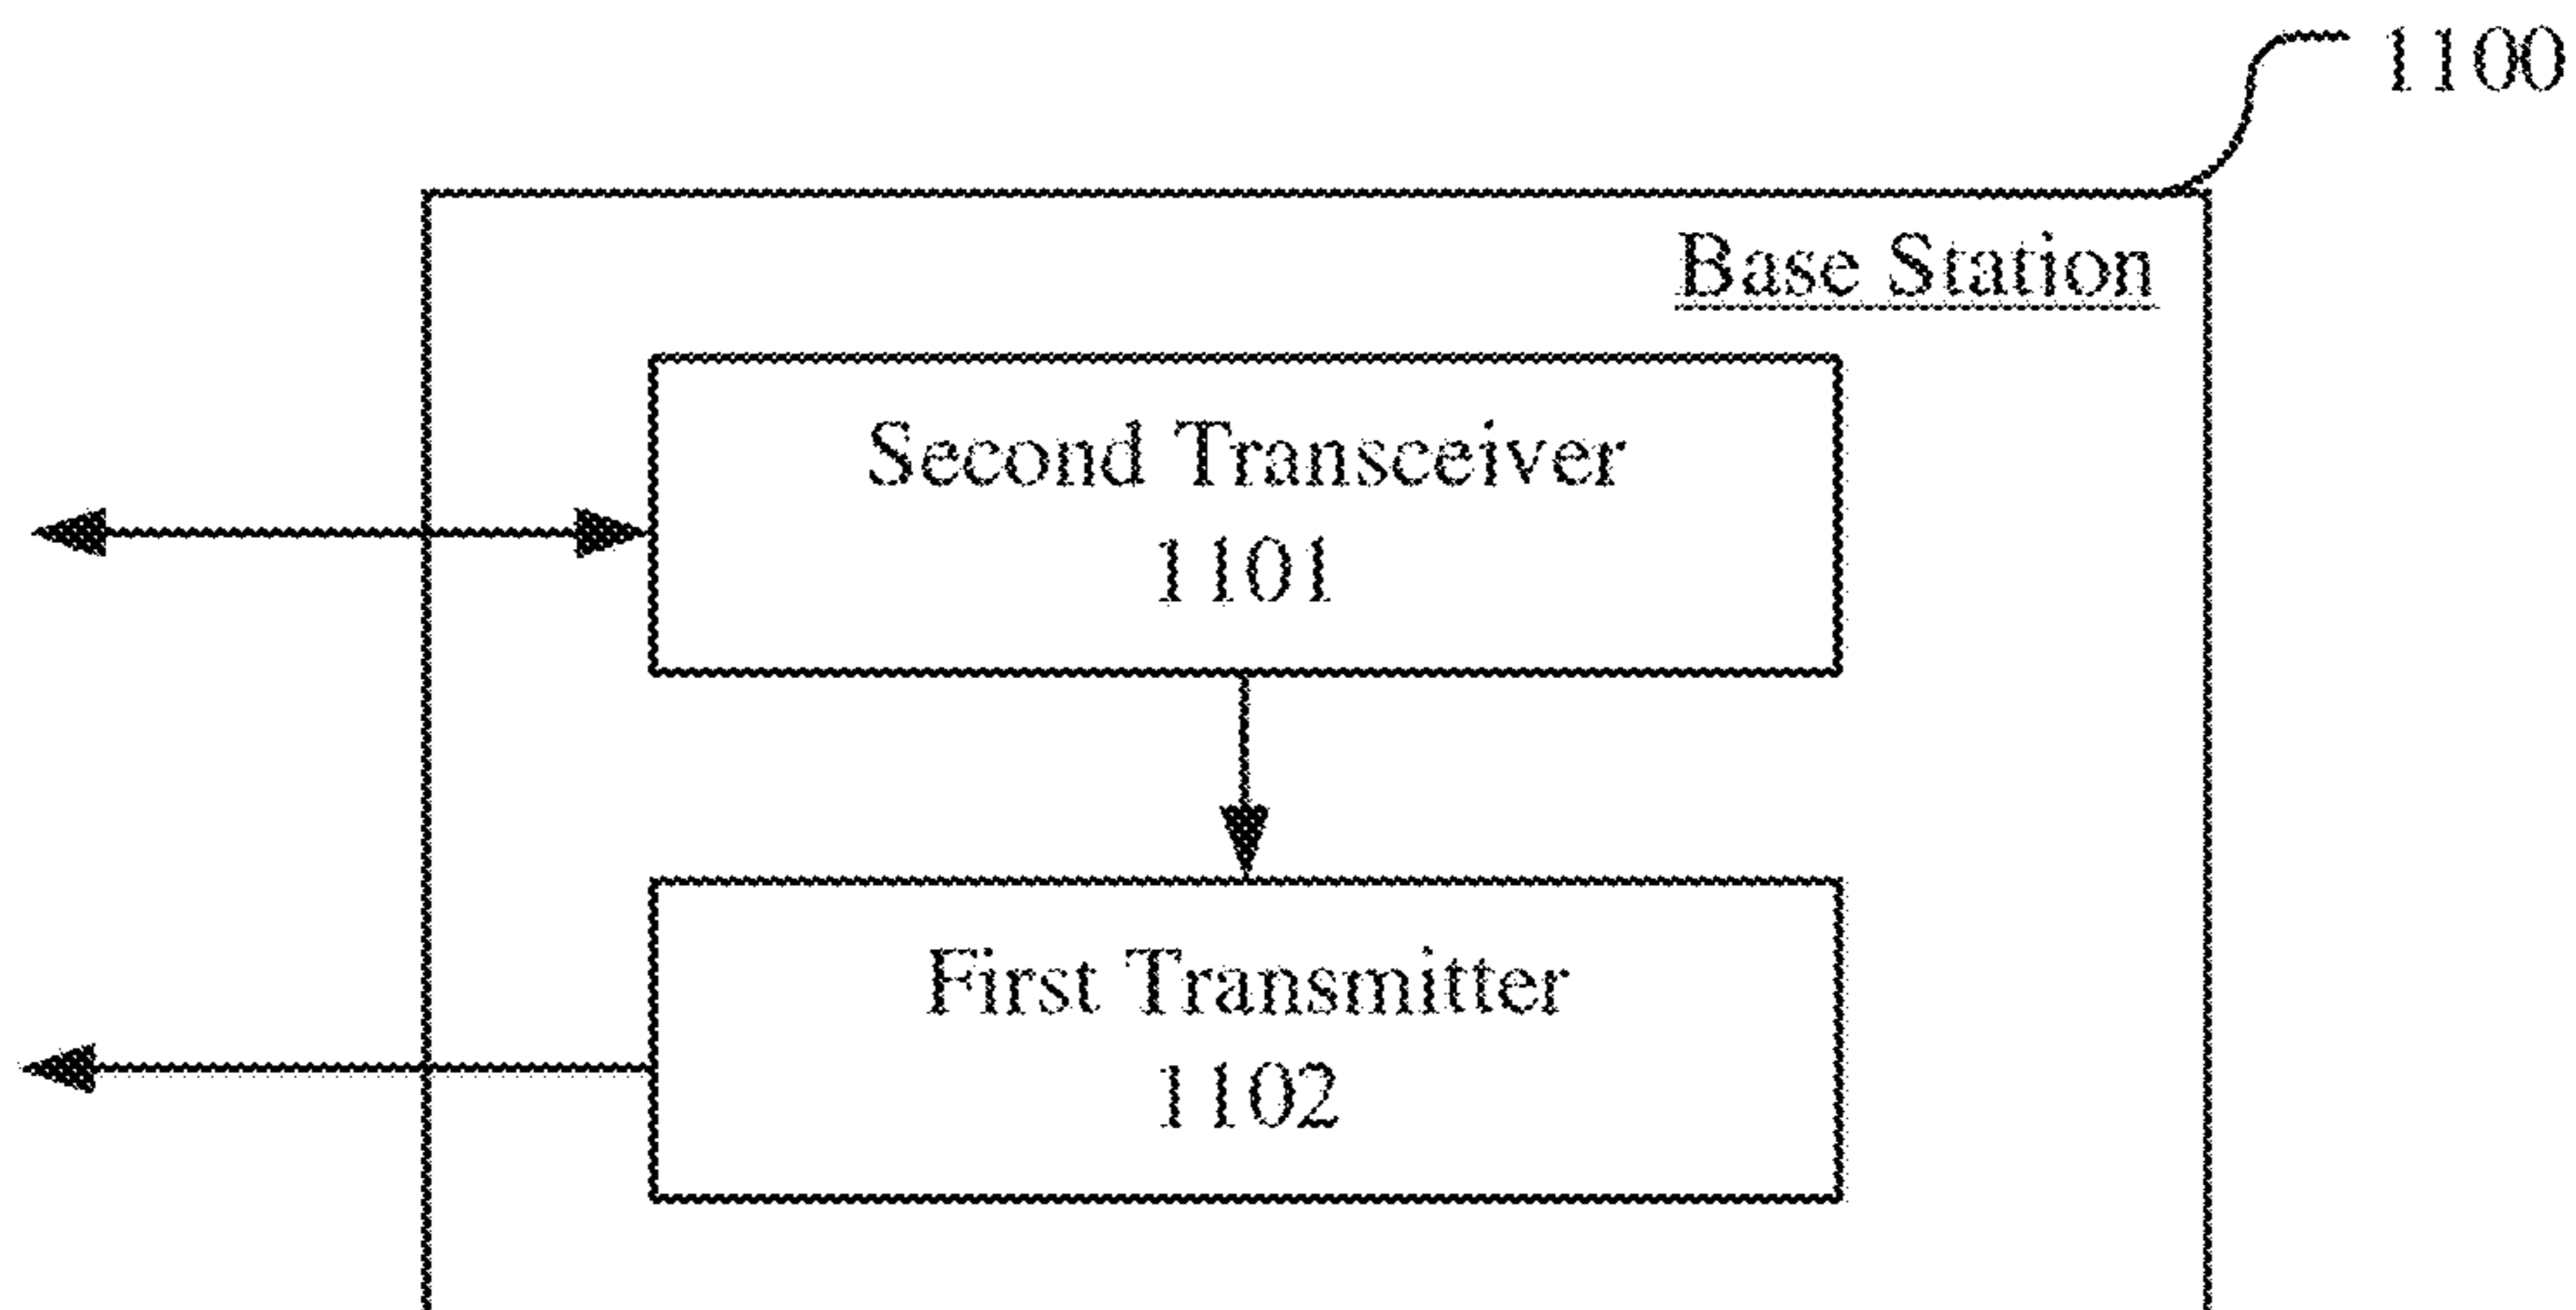 1100
Base Station
Second Transceiver
1101
First Transmitter
1102